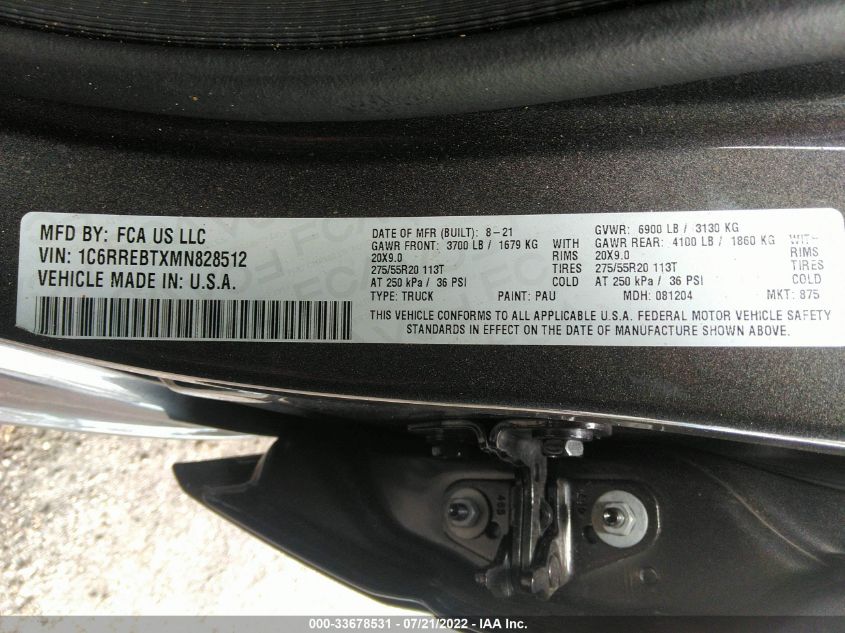 MFD BY: FCA US LLC
VIN: 1C6RREBTXMN828512
VEHICLE MADE IN U.S.A.
DATE OF MFR (BUILT): 8-21 GVWR: 6900 LB / 3130 KG
GAWR FRONT: 3700 LB / 1679 KG WITH GAWR REAR: 4100 LB / 1860 KG WITH
20X9.0 RIMS 20X9.0 RIMS
275/55R20 113T TIRES 275/55R20 113T TIRES
AT 250 kPa / 36 PSI COLD AT 250 kPa / 36 PSI COLD
TYPE: TRUCK PAINT: PAU MDH: 081204 MKT: 875
THIS VEHICLE CONFORMS TO ALL APPLICABLE U.S.A. FEDERAL MOTOR VEHICLE SAFETY
STANDARDS IN EFFECT ON THE DATE OF MANUFACTURE SHOWN ABOVE.
000-33678531 - 07/21/2022 - © IAA Inc.